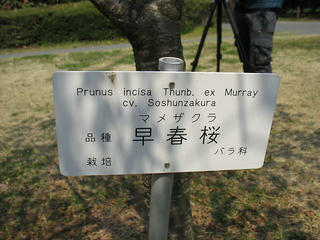 Prunus incisa Thunb. ex Murray
cv. Soshunzakura
マメザクラ
品種 早春桜
栽培 バラ科